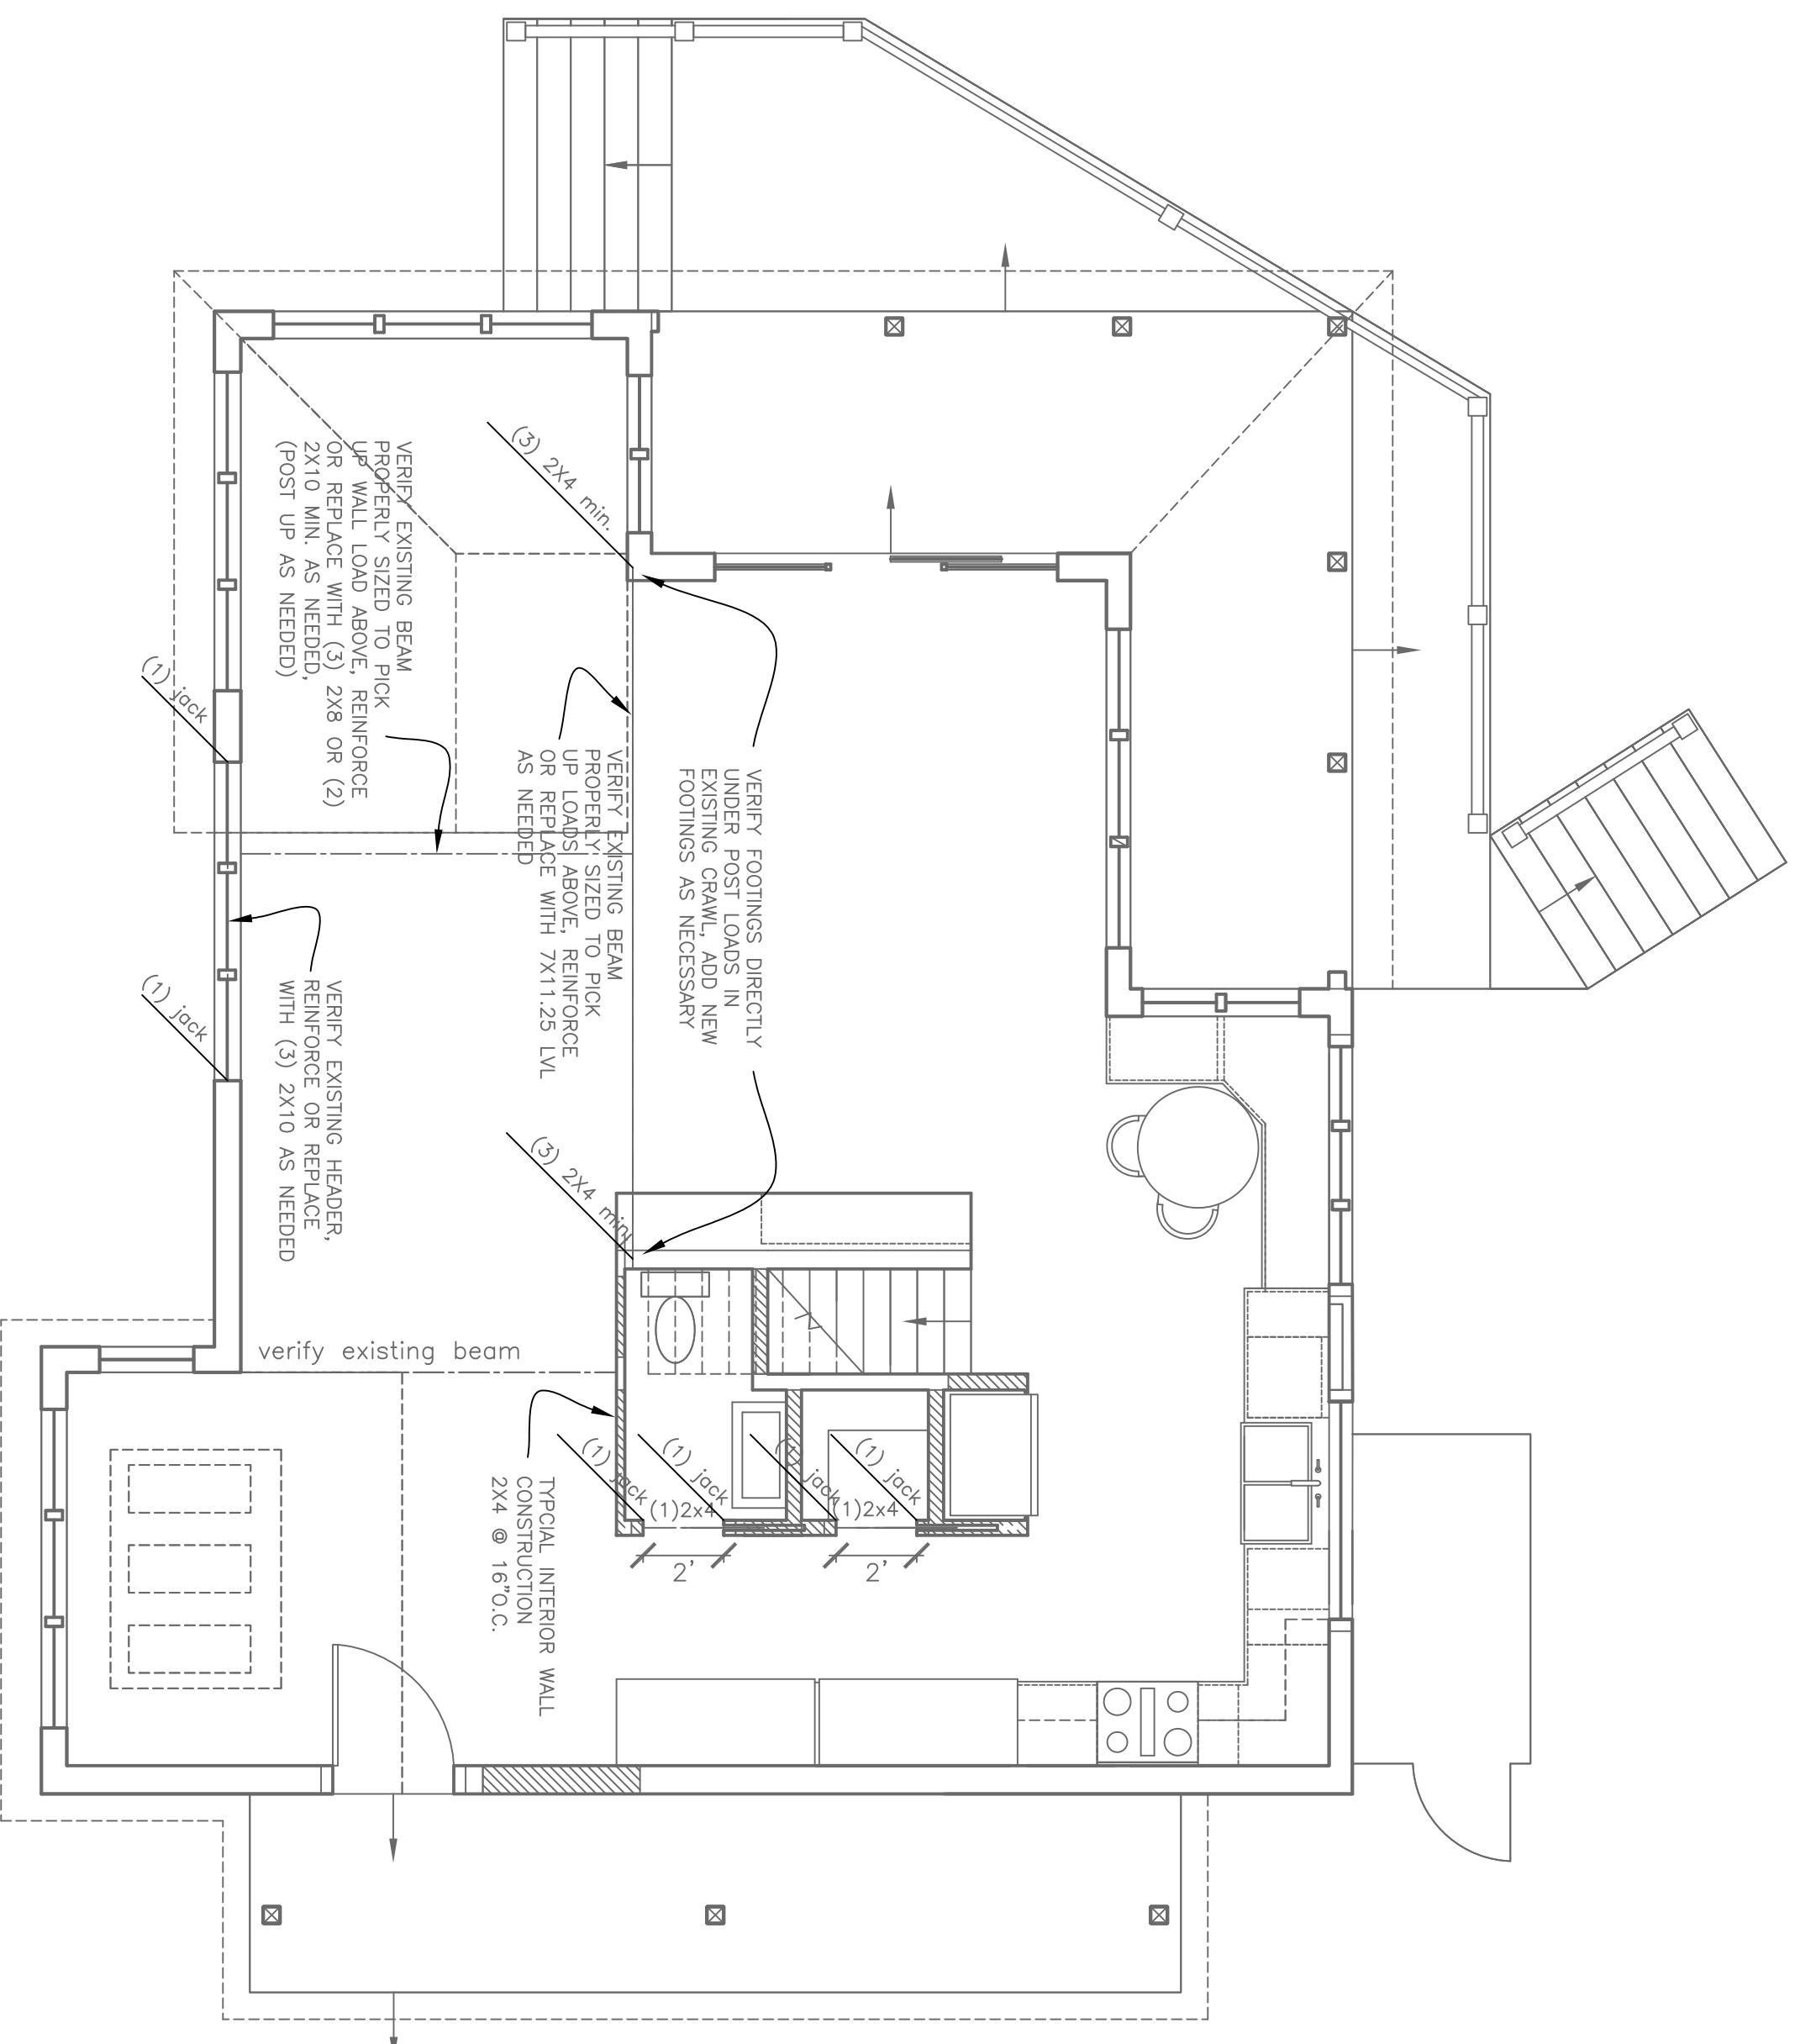 (3) 2X4 min.
VERIFY EXISTING BEAM
PROPERLY SIZED TO PICK
UP WALL LOAD ABOVE, REINFORCE
OR REPLACE WITH (3) 2X8 OR (2)
2X10 MIN. AS NEEDED,
(POST UP AS NEEDED)
(1) jack
VERIFY EXISTING BEAM
PROPERLY SIZED TO PICK
UP LOADS ABOVE, REINFORCE
OR REPLACE WITH 7X11.25 LVL
AS NEEDED
VERIFY FOOTINGS DIRECTLY
UNDER POST LOADS IN
EXISTING CRAWL, ADD NEW
FOOTINGS AS NECESSARY
(1) jack
VERIFY EXISTING HEADER,
REINFORCE OR REPLACE
WITH (3) 2X10 AS NEEDED
(3) 2X4 min.
verify existing beam
(1) jack
(1) jack
(1) jack
(1) jack
(1)2x4
(1)2x4
2'
2'
TYPCIAL INTERIOR WALL
CONSTRUCTION
2X4 @ 16"O.C.